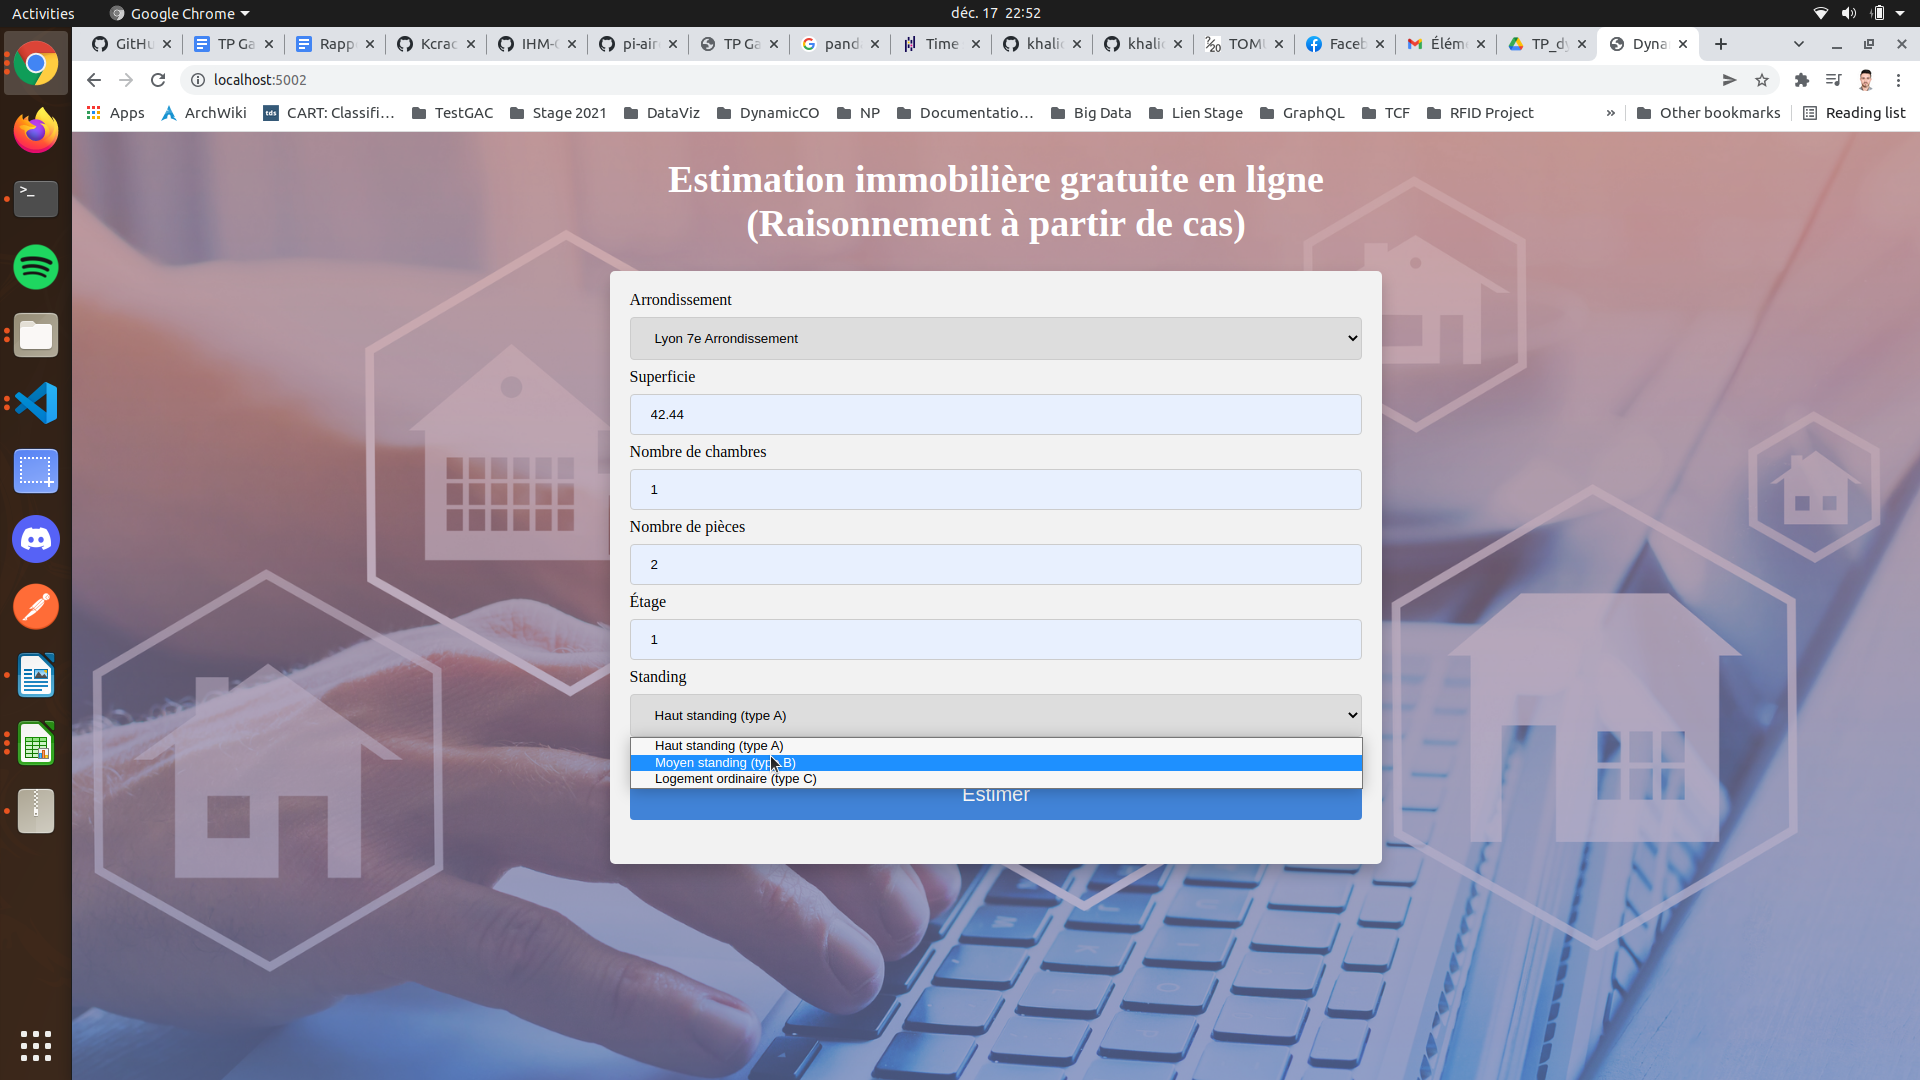 Activities
Google Chrome
déc. 17 22:52
GitHu
TP Ga
Rapp
Kcrac
IHM-C
pi-air
TP Ga
pand
Time
khali
khali
TOMU
Faceb
Élém
TP_dy
Dyna
localhost:5002
Apps
ArchWiki
tds
CART: Classifi…
TestGAC
Stage 2021
DataViz
DynamicCO
NP
Documentatio…
Big Data
Lien Stage
GraphQL
TCF
RFID Project
»
Other bookmarks
Reading list
Estimation immobilière gratuite en ligne
(Raisonnement à partir de cas)
Arrondissement
Lyon 7e Arrondissement
Superficie
42.44
Nombre de chambres
1
Nombre de pièces
2
Étage
1
Standing
Haut standing (type A)
Haut standing (type A)
Moyen standing (type B)
Logement ordinaire (type C)
Estimer